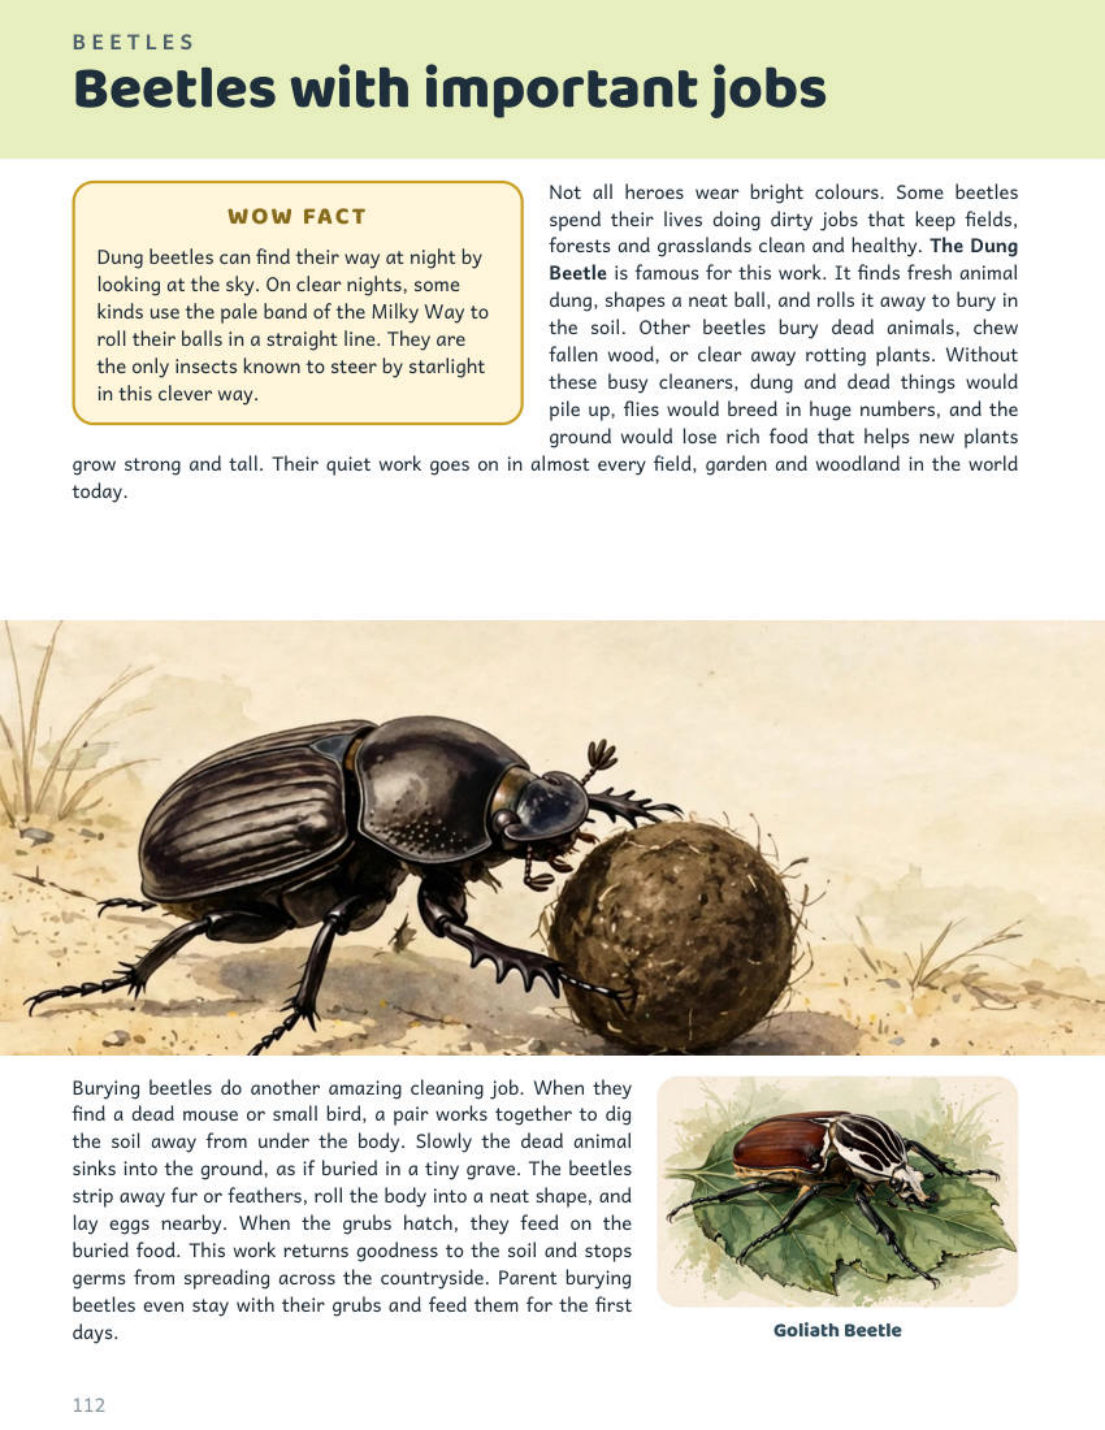 BEETLES
Beetles with important jobs
WOW FACT
Dung beetles can find their way at night by
looking at the sky. On clear nights, some
kinds use the pale band of the Milky Way to
roll their balls in a straight line. They are
the only insects known to steer by starlight
in this clever way.
Not all heroes wear bright colours. Some beetles
spend their lives doing dirty jobs that keep fields,
forests and grasslands clean and healthy. The Dung
Beetle is famous for this work. It finds fresh animal
dung, shapes a neat ball, and rolls it away to bury in
the soil. Other beetles bury dead animals, chew
fallen wood, or clear away rotting plants. Without
these busy cleaners, dung and dead things would
pile up, flies would breed in huge numbers, and the
ground would lose rich food that helps new plants
grow strong and tall. Their quiet work goes on in almost every field, garden and woodland in the world
today.
Burying beetles do another amazing cleaning job. When they
find a dead mouse or small bird, a pair works together to dig
the soil away from under the body. Slowly the dead animal
sinks into the ground, as if buried in a tiny grave. The beetles
strip away fur or feathers, roll the body into a neat shape, and
lay eggs nearby. When the grubs hatch, they feed on the
buried food. This work returns goodness to the soil and stops
germs from spreading across the countryside. Parent burying
beetles even stay with their grubs and feed them for the first
days.
Goliath Beetle
112